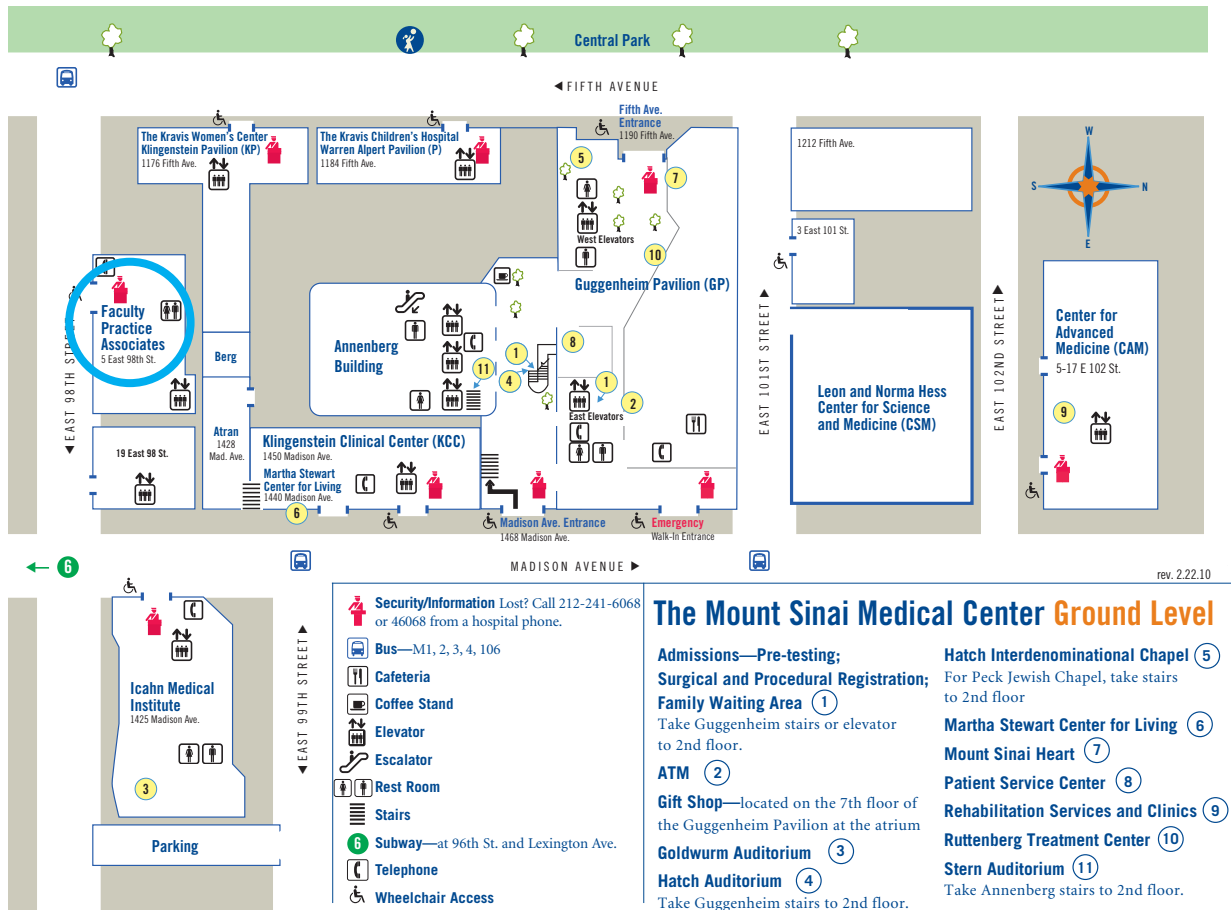 Central Park
◄ FIFTH AVENUE
Fifth Ave.
Entrance
1190 Fifth Ave.
The Kravis Women's Center
Klingenstein Pavilion (KP)
1176 Fifth Ave.
The Kravis Children's Hospital
Warren Alpert Pavilion (P)
1184 Fifth Ave.
5
7
West Elevators
10
Guggenheim Pavilion (GP)
1212 Fifth Ave.
3 East 101 St.
W
S
N
E
Faculty
Practice
Associates
5 East 98th St.
◄ EAST 98TH STREET
Berg
Annenberg
Building
11
1
4
8
1
2
East Elevators
EAST 101ST STREET ►
Leon and Norma Hess
Center for Science
and Medicine (CSM)
EAST 102ND STREET ►
Center for
Advanced
Medicine (CAM)
5-17 E 102 St.
9
19 East 98 St.
Atran
1428
Mad. Ave.
Klingenstein Clinical Center (KCC)
1450 Madison Ave.
Martha Stewart
Center for Living
1440 Madison Ave.
6
Madison Ave. Entrance
1468 Madison Ave.
Emergency
Walk-In Entrance
6
MADISON AVENUE ►
rev. 2.22.10
Icahn Medical
Institute
1425 Madison Ave.
3
Parking
◄ EAST 99TH STREET ►
Security/Information Lost? Call 212-241-6068
or 46068 from a hospital phone.
Bus—M1, 2, 3, 4, 106
Cafeteria
Coffee Stand
Elevator
Escalator
Rest Room
Stairs
6 Subway—at 96th St. and Lexington Ave.
Telephone
Wheelchair Access
The Mount Sinai Medical Center Ground Level
Admissions—Pre-testing;
Surgical and Procedural Registration;
Family Waiting Area 1
Take Guggenheim stairs or elevator
to 2nd floor.
ATM 2
Gift Shop—located on the 7th floor of
the Guggenheim Pavilion at the atrium
Goldwurm Auditorium 3
Hatch Auditorium 4
Take Guggenheim stairs to 2nd floor.
Hatch Interdenominational Chapel 5
For Peck Jewish Chapel, take stairs
to 2nd floor
Martha Stewart Center for Living 6
Mount Sinai Heart 7
Patient Service Center 8
Rehabilitation Services and Clinics 9
Ruttenberg Treatment Center 10
Stern Auditorium 11
Take Annenberg stairs to 2nd floor.